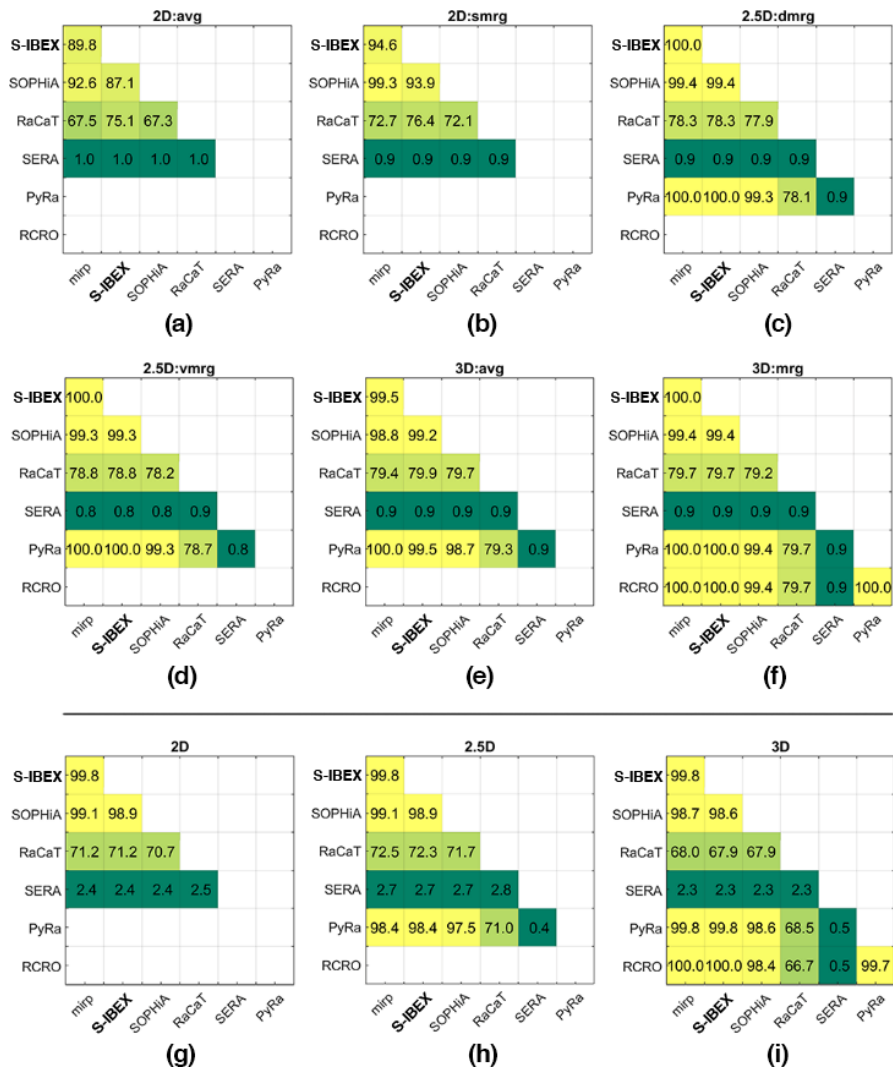 2D:avg 2D:smrg 2.5D:dmrg
S-IBEX 89.8 S-IBEX 94.6 S-IBEX 100.0
SOPHiA 92.6 87.1 SOPHiA 99.3 93.9 SOPHiA 99.4 99.4
RaCaT 67.5 75.1 67.3 RaCaT 72.7 76.4 72.1 RaCaT 78.3 78.3 77.9
SERA 1.0 1.0 1.0 1.0 SERA 0.9 0.9 0.9 0.9 SERA 0.9 0.9 0.9 0.9
PyRa PyRa PyRa 100.0 100.0 99.3 78.1 0.9
RCRO RCRO RCRO
mirp S-IBEX SOPHiA RaCaT SERA PyRa mirp S-IBEX SOPHiA RaCaT SERA PyRa mirp S-IBEX SOPHiA RaCaT SERA PyRa
(a) (b) (c)
2.5D:vmrg 3D:avg 3D:mrg
S-IBEX 100.0 S-IBEX 99.5 S-IBEX 100.0
SOPHiA 99.3 99.3 SOPHiA 98.8 99.2 SOPHiA 99.4 99.4
RaCaT 78.8 78.8 78.2 RaCaT 79.4 79.9 79.7 RaCaT 79.7 79.7 79.2
SERA 0.8 0.8 0.8 0.9 SERA 0.9 0.9 0.9 0.9 SERA 0.9 0.9 0.9 0.9
PyRa 100.0 100.0 99.3 78.7 0.8 PyRa 100.0 99.5 98.7 79.3 0.9 PyRa 100.0 100.0 99.4 79.7 0.9
RCRO RCRO RCRO 100.0 100.0 99.4 79.7 0.9 100.0
mirp S-IBEX SOPHiA RaCaT SERA PyRa mirp S-IBEX SOPHiA RaCaT SERA PyRa mirp S-IBEX SOPHiA RaCaT SERA PyRa
(d) (e) (f)
2D 2.5D 3D
S-IBEX 99.8 S-IBEX 99.8 S-IBEX 99.8
SOPHiA 99.1 98.9 SOPHiA 99.1 98.9 SOPHiA 98.7 98.6
RaCaT 71.2 71.2 70.7 RaCaT 72.5 72.3 71.7 RaCaT 68.0 67.9 67.9
SERA 2.4 2.4 2.4 2.5 SERA 2.7 2.7 2.7 2.8 SERA 2.3 2.3 2.3 2.3
PyRa PyRa 98.4 98.4 97.5 71.0 0.4 PyRa 99.8 99.8 98.6 68.5 0.5
RCRO RCRO RCRO 100.0 100.0 98.4 66.7 0.5 99.7
mirp S-IBEX SOPHiA RaCaT SERA PyRa mirp S-IBEX SOPHiA RaCaT SERA PyRa mirp S-IBEX SOPHiA RaCaT SERA PyRa
(g) (h) (i)